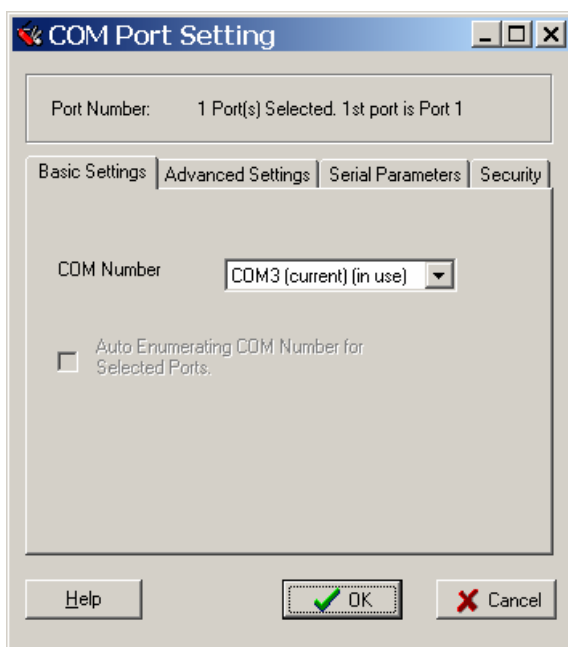 COM Port Setting
Port Number: 1 Port(s) Selected. 1st port is Port 1
Basic Settings Advanced Settings Serial Parameters Security
COM Number COM3 (current) (in use)
Auto Enumerating COM Number for
Selected Ports.
Help OK Cancel